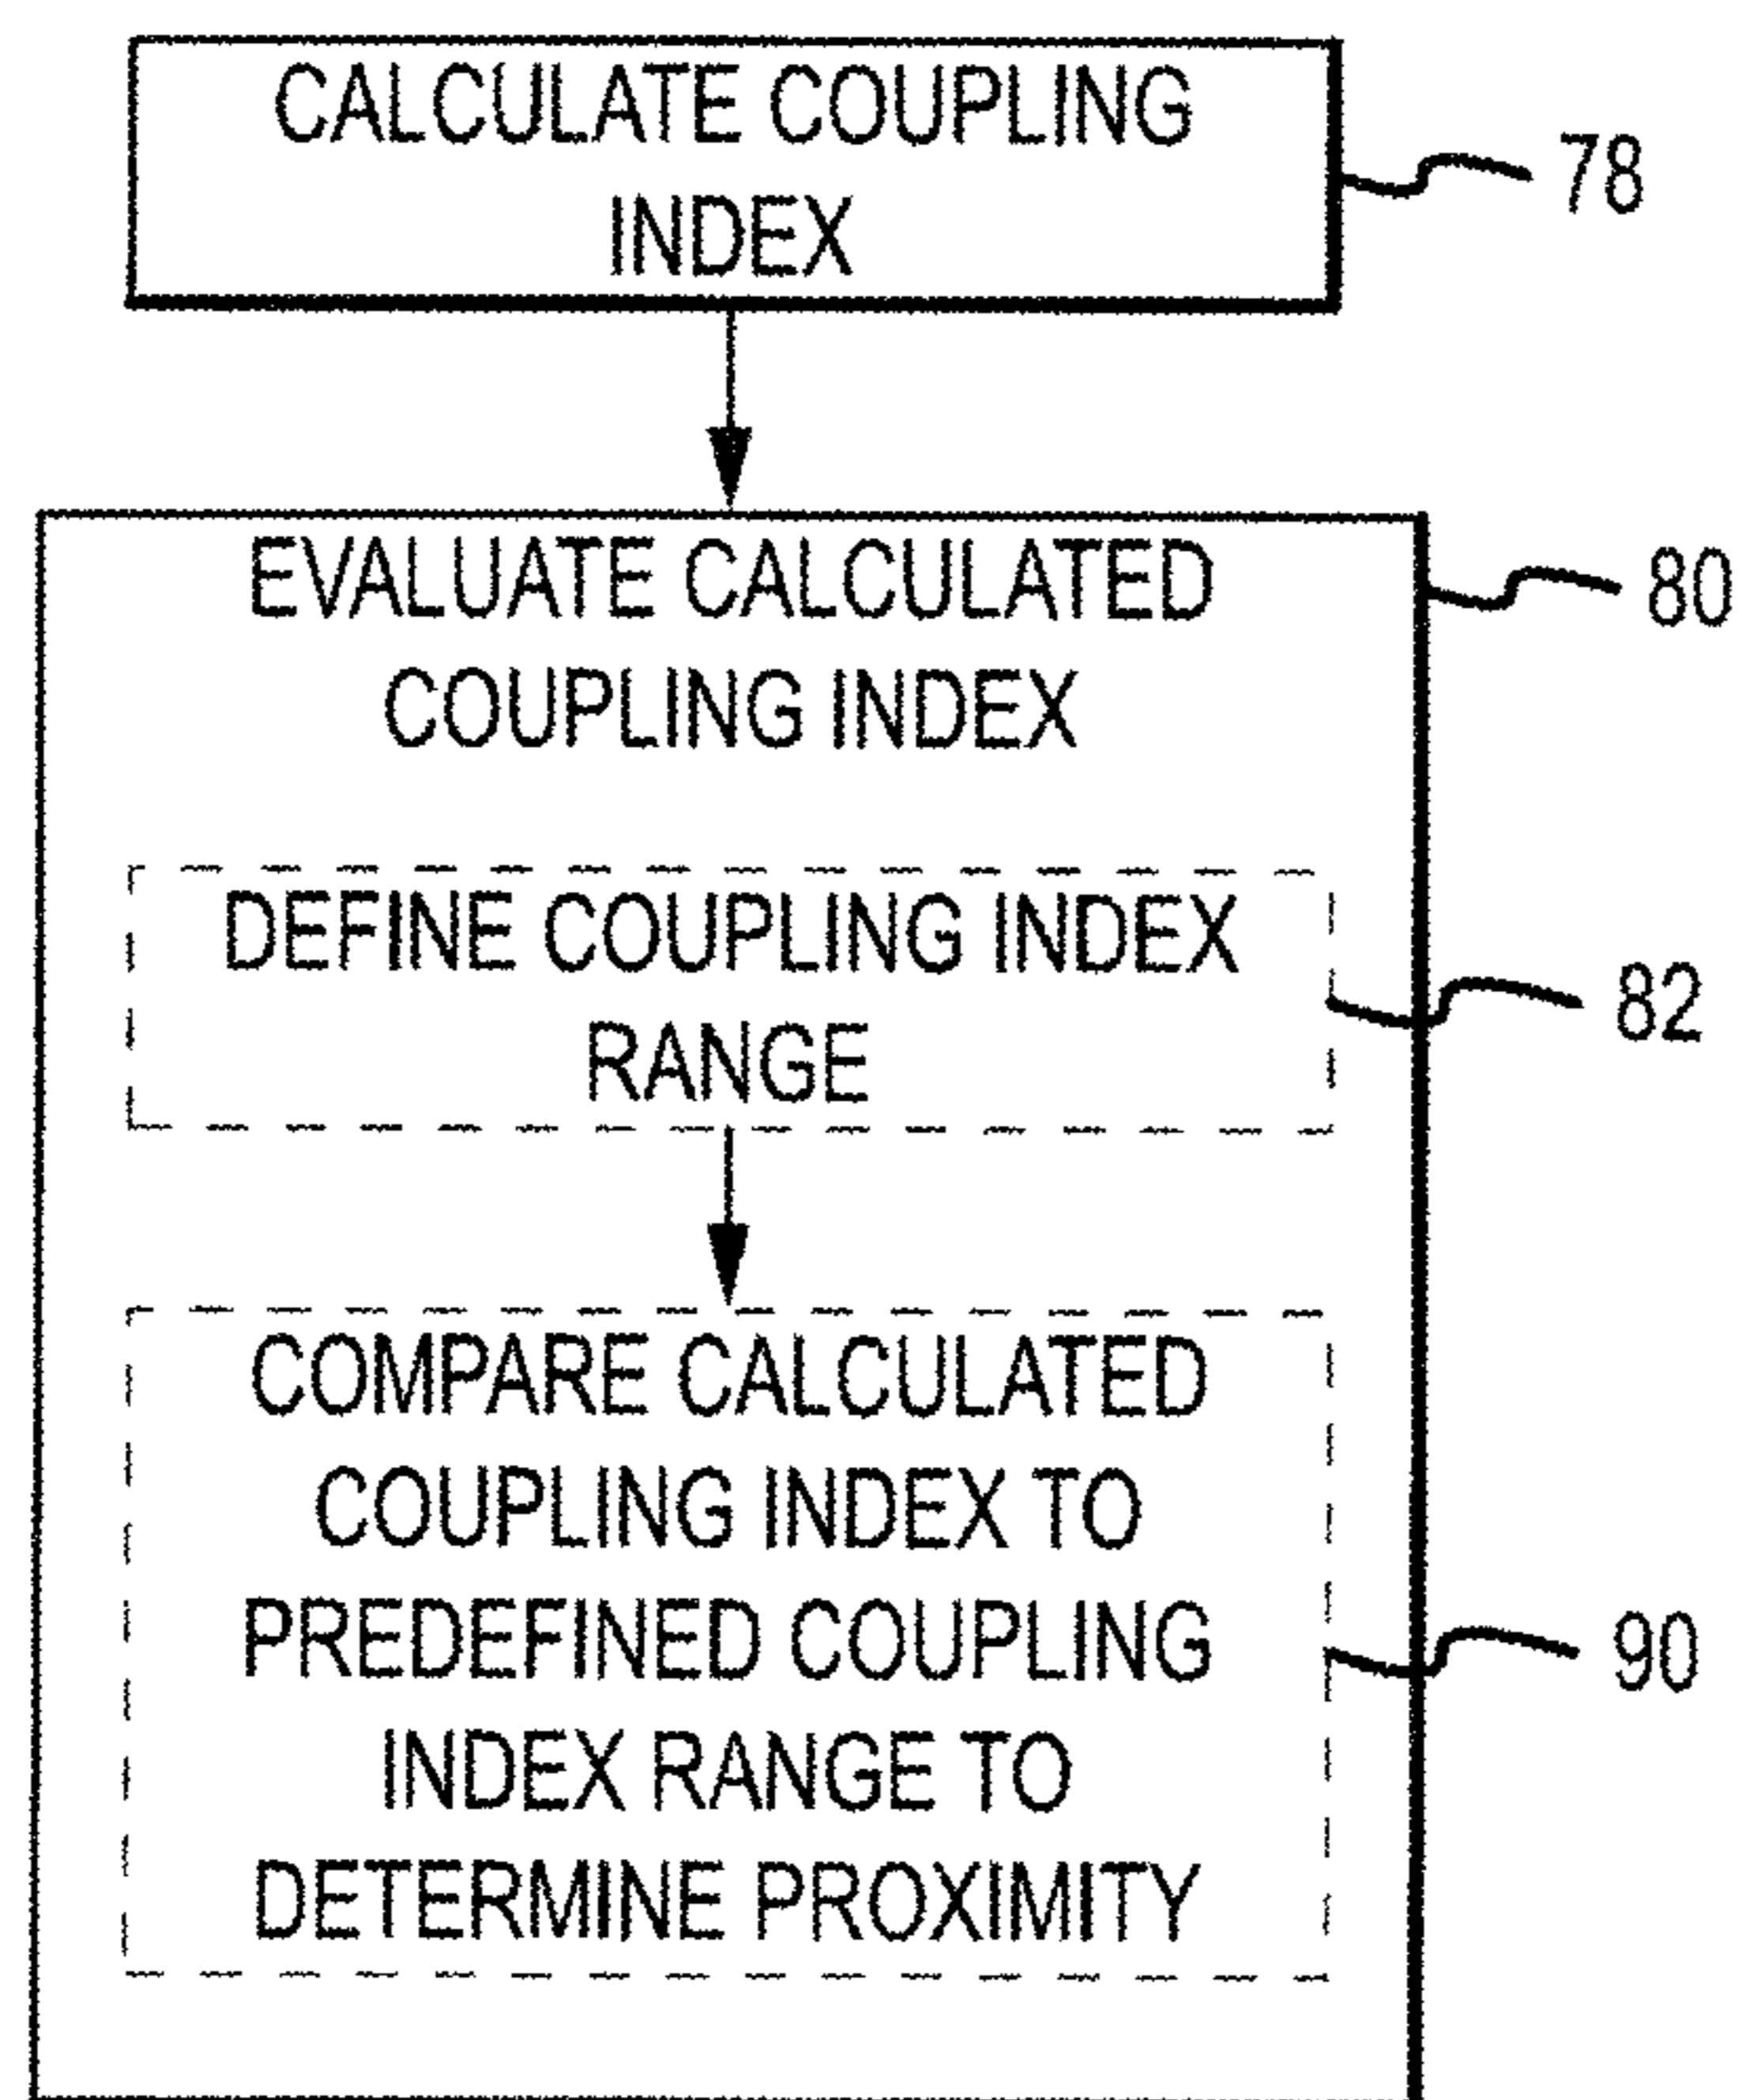 CALCULATE COUPLING
INDEX
78
EVALUATE CALCULATED
COUPLING INDEX
80
DEFINE COUPLING INDEX
RANGE
82
COMPARE CALCULATED
COUPLING INDEX TO
PREDEFINED COUPLING
INDEX RANGE TO
DETERMINE PROXIMITY
90